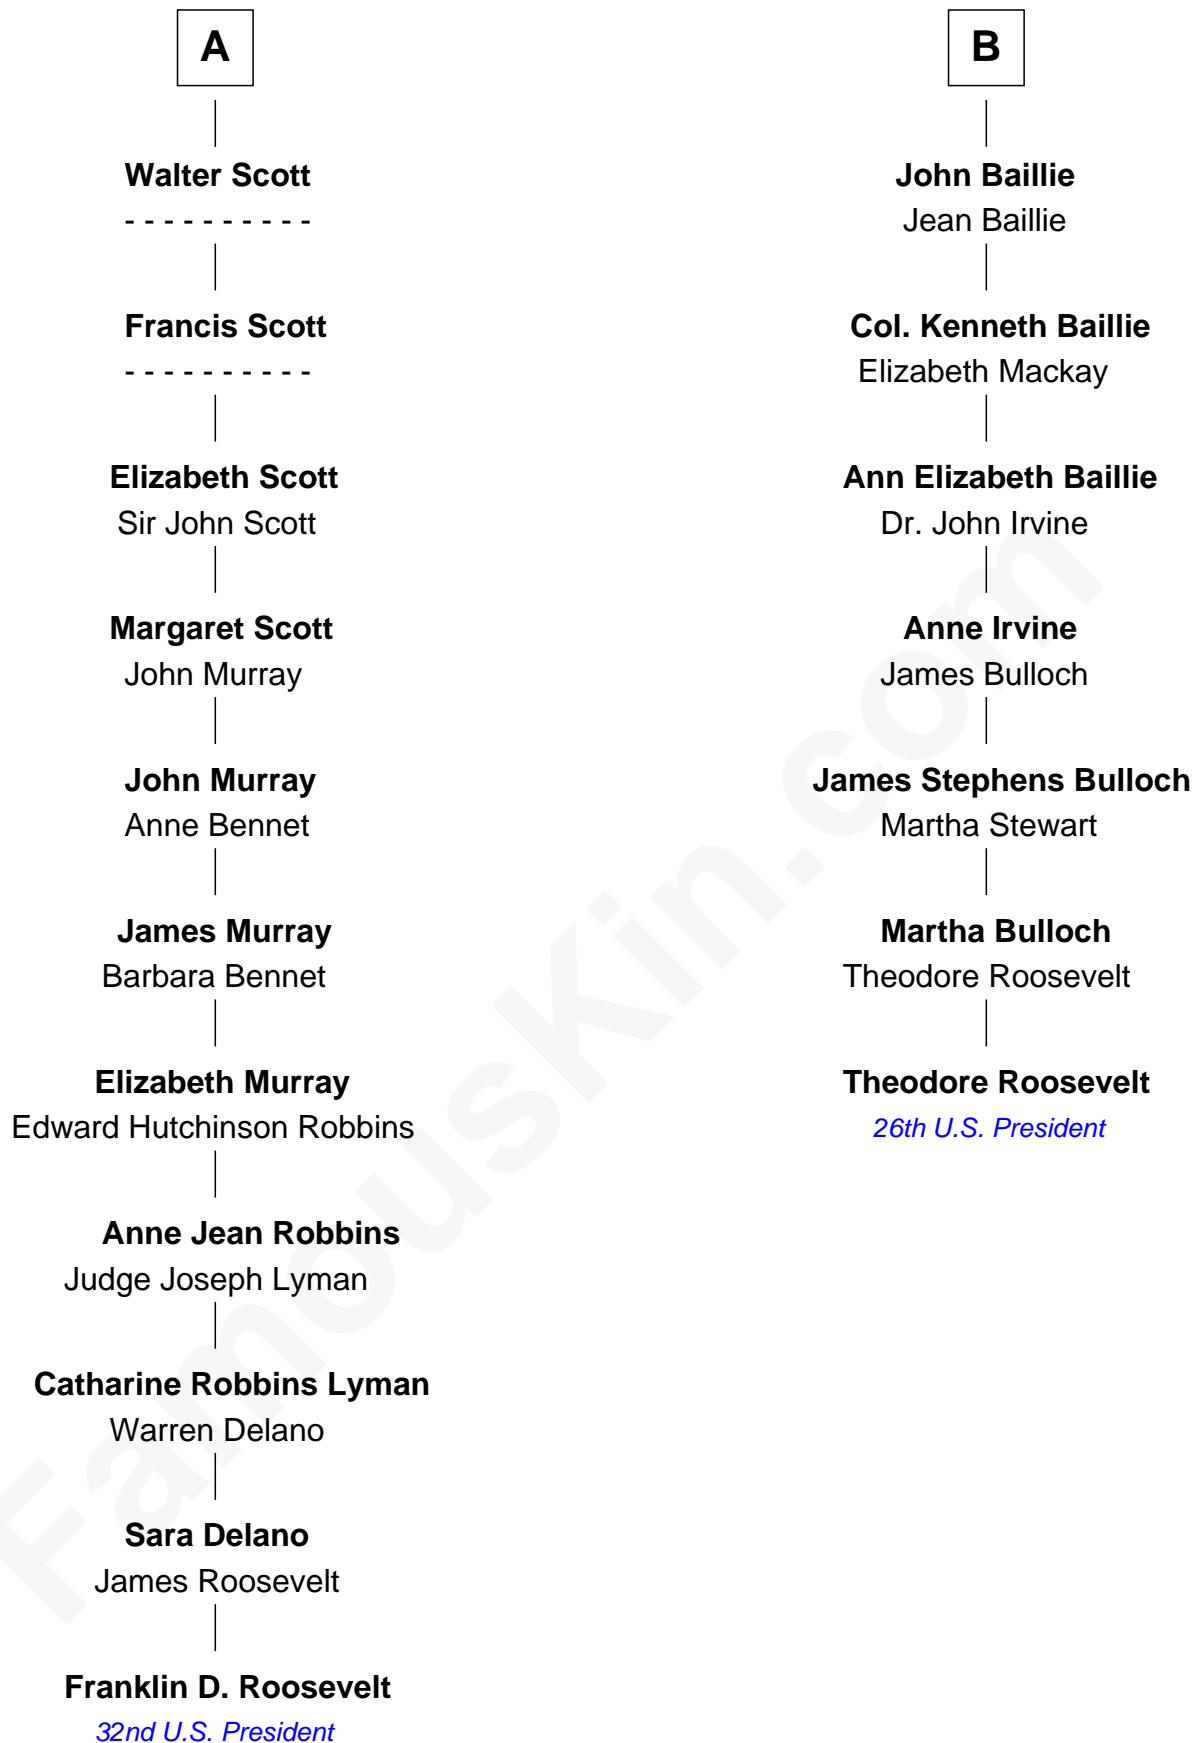 A
Walter Scott
- - - - - - - - - -
Francis Scott
- - - - - - - - - -
Elizabeth Scott
Sir John Scott
Margaret Scott
John Murray
John Murray
Anne Bennet
James Murray
Barbara Bennet
Elizabeth Murray
Edward Hutchinson Robbins
Anne Jean Robbins
Judge Joseph Lyman
Catharine Robbins Lyman
Warren Delano
Sara Delano
James Roosevelt
Franklin D. Roosevelt
32nd U.S. President
B
John Baillie
Jean Baillie
Col. Kenneth Baillie
Elizabeth Mackay
Ann Elizabeth Baillie
Dr. John Irvine
Anne Irvine
James Bulloch
James Stephens Bulloch
Martha Stewart
Martha Bulloch
Theodore Roosevelt
Theodore Roosevelt
26th U.S. President
FamousKin.com